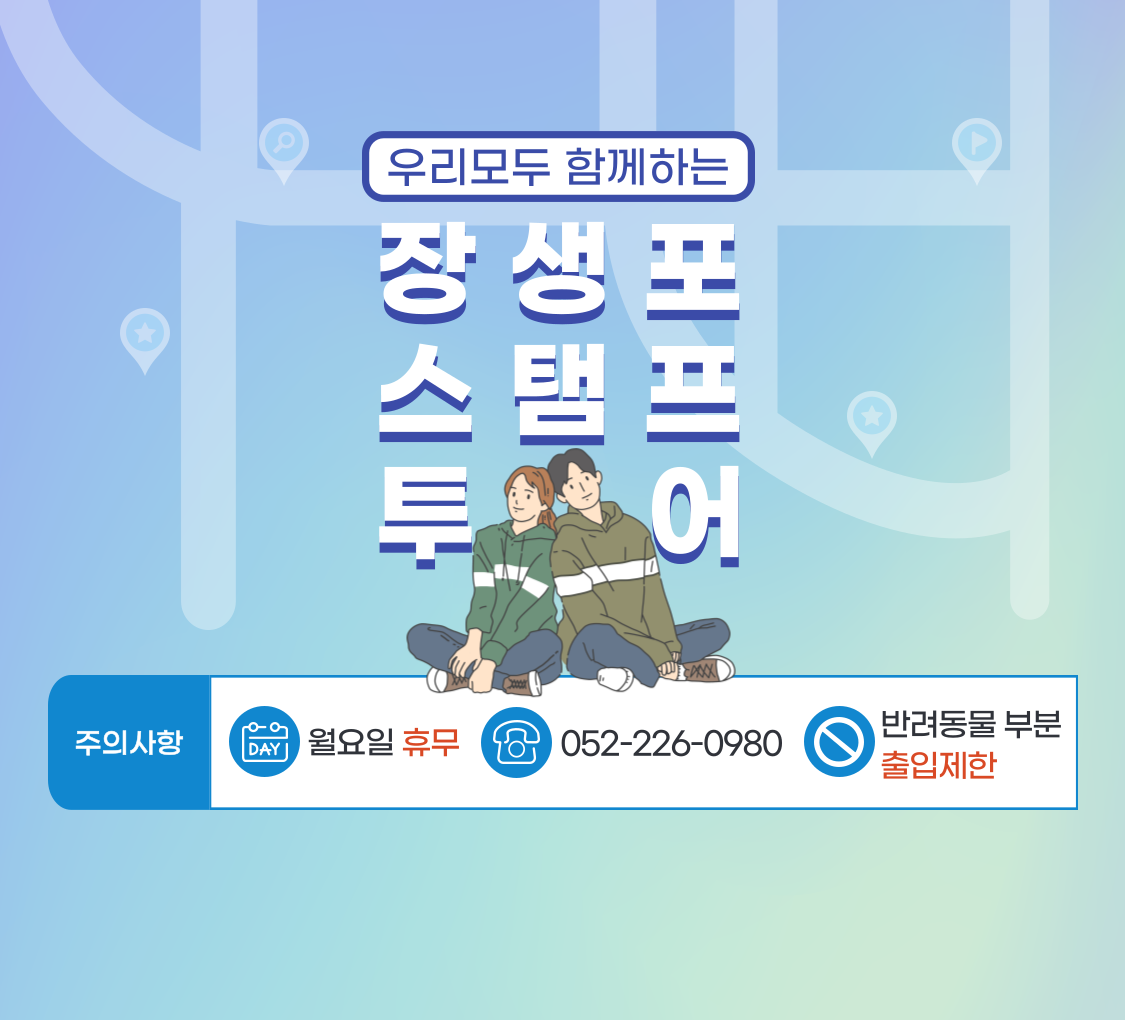 우리모두 함께하는
장생포
스탬프
투어
주의사항
DAY
월요일 휴무
052-226-0980
반려동물 부분
출입제한